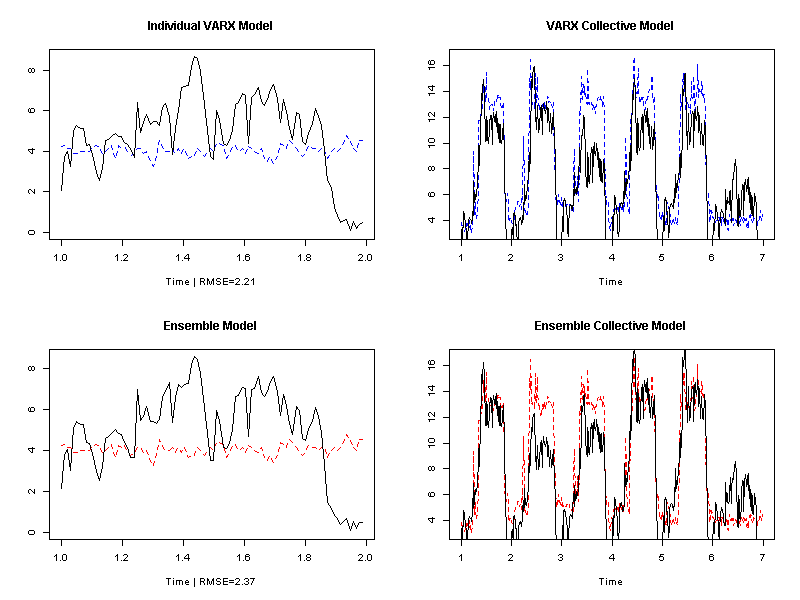 Individual VARX Model
8
6
4
2
0
1.0 1.2 1.4 1.6 1.8 2.0
Time | RMSE=2.21
VARX Collective Model
16
14
12
10
8
6
4
1 2 3 4 5 6 7
Time
Ensemble Model
8
6
4
2
0
1.0 1.2 1.4 1.6 1.8 2.0
Time | RMSE=2.37
Ensemble Collective Model
16
14
12
10
8
6
4
1 2 3 4 5 6 7
Time